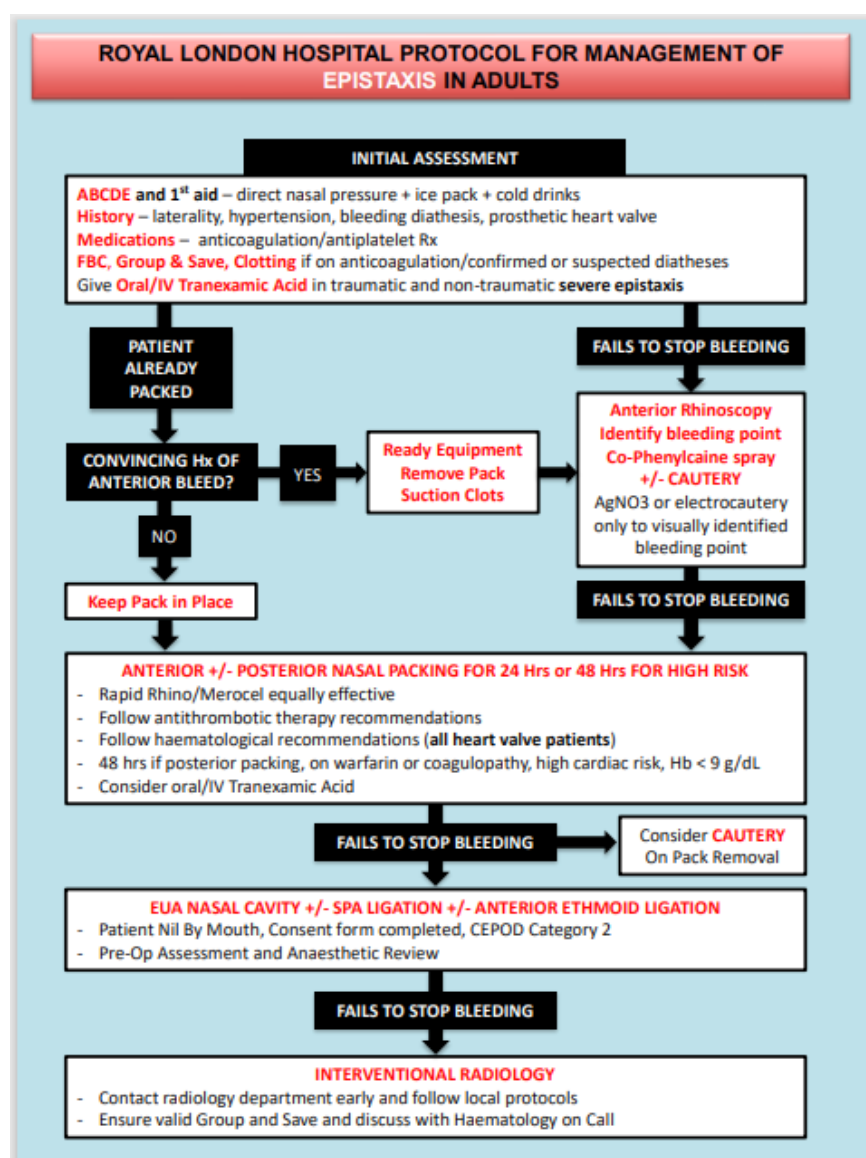 ROYAL LONDON HOSPITAL PROTOCOL FOR MANAGEMENT OF
EPISTAXIS IN ADULTS
INITIAL ASSESSMENT
ABCDE and 1st aid – direct nasal pressure + ice pack + cold drinks
History – laterality, hypertension, bleeding diathesis, prosthetic heart valve
Medications – anticoagulation/antiplatelet Rx
FBC, Group & Save, Clotting if on anticoagulation/confirmed or suspected diatheses
Give Oral/IV Tranexamic Acid in traumatic and non-traumatic severe epistaxis
PATIENT
ALREADY
PACKED
FAILS TO STOP BLEEDING
CONVINCING Hx OF
ANTERIOR BLEED?
YES
Ready Equipment
Remove Pack
Suction Clots
Anterior Rhinoscopy
Identify bleeding point
Co-Phenylcaine spray
+/- CAUTERY
AgNO3 or electrocautery
only to visually identified
bleeding point
NO
Keep Pack in Place
FAILS TO STOP BLEEDING
ANTERIOR +/- POSTERIOR NASAL PACKING FOR 24 Hrs or 48 Hrs FOR HIGH RISK
- Rapid Rhino/Merocel equally effective
- Follow antithrombotic therapy recommendations
- Follow haematological recommendations (all heart valve patients)
- 48 hrs if posterior packing, on warfarin or coagulopathy, high cardiac risk, Hb < 9 g/dL
- Consider oral/IV Tranexamic Acid
FAILS TO STOP BLEEDING
Consider CAUTERY
On Pack Removal
EUA NASAL CAVITY +/- SPA LIGATION +/- ANTERIOR ETHMOID LIGATION
- Patient Nil By Mouth, Consent form completed, CEPOD Category 2
- Pre-Op Assessment and Anaesthetic Review
FAILS TO STOP BLEEDING
INTERVENTIONAL RADIOLOGY
- Contact radiology department early and follow local protocols
- Ensure valid Group and Save and discuss with Haematology on Call